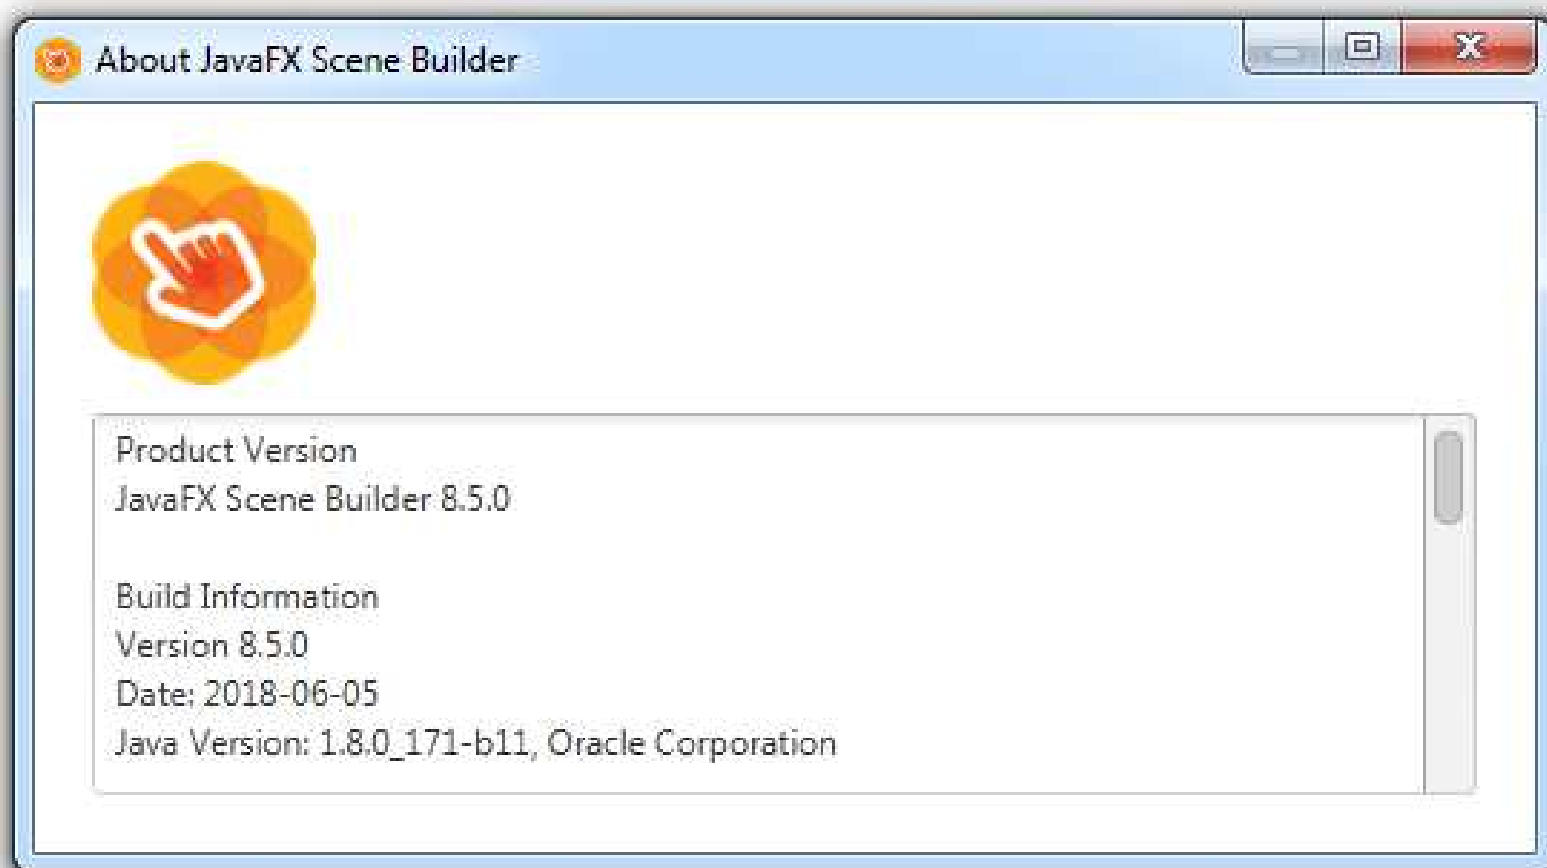 About JavaFX Scene Builder
Product Version
JavaFX Scene Builder 8.5.0
Build Information
Version 8.5.0
Date: 2018-06-05
Java Version: 1.8.0_171-b11, Oracle Corporation